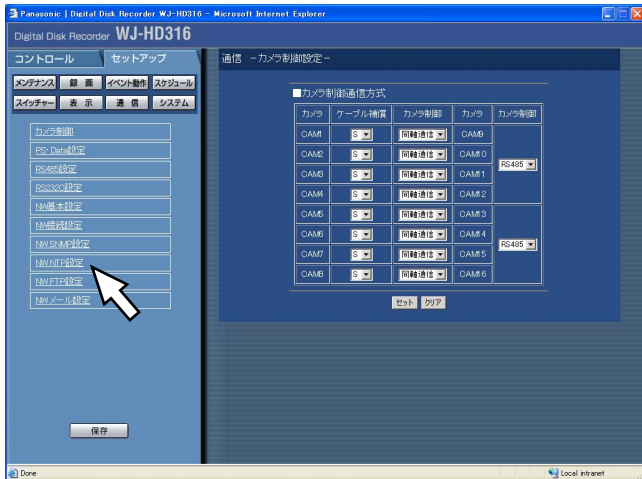 Panasonic | Digital Disk Recorder WJ-HD316 - Microsoft Internet Explorer
Digital Disk Recorder WJ-HD316
コントロール セットアップ
メンテナンス 録 画 イベント動作 スケジュール
スイッチャー 表 示 通 信 システム
カメラ制御
PS·Data設定
RS485設定
RS232C設定
NW基本設定
NW接続設定
NW SNMP設定
NW NTP設定
NW FTP設定
NWメール設定
保存
通信 -カメラ制御設定-
■カメラ制御通信方式
カメラ ケーブル補償 カメラ制御 カメラ カメラ制御
CAM1 S 同軸通信 CAM9 RS485
CAM2 S 同軸通信 CAM10
CAM3 S 同軸通信 CAM11
CAM4 S 同軸通信 CAM12
CAM5 S 同軸通信 CAM13 RS485
CAM6 S 同軸通信 CAM14
CAM7 S 同軸通信 CAM15
CAM8 S 同軸通信 CAM16
セット クリア
Done Local intranet